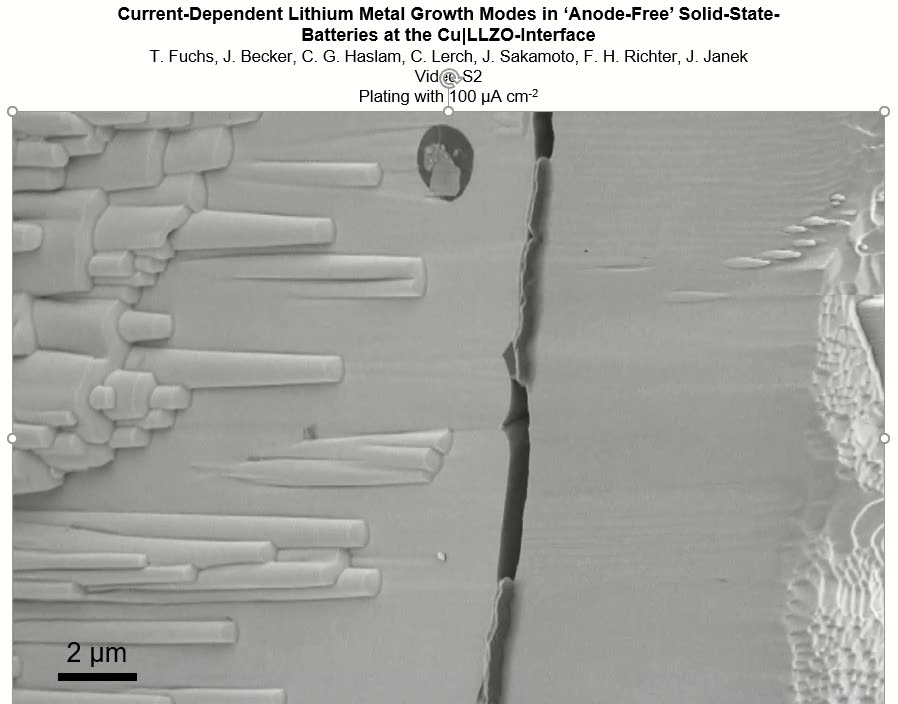 Current-Dependent Lithium Metal Growth Modes in ‘Anode-Free’ Solid-State-
Batteries at the Cu|LLZO-Interface
T. Fuchs, J. Becker, C. G. Haslam, C. Lerch, J. Sakamoto, F. H. Richter, J. Janek
Video S2
Plating with 100 µA cm-2
2 µm